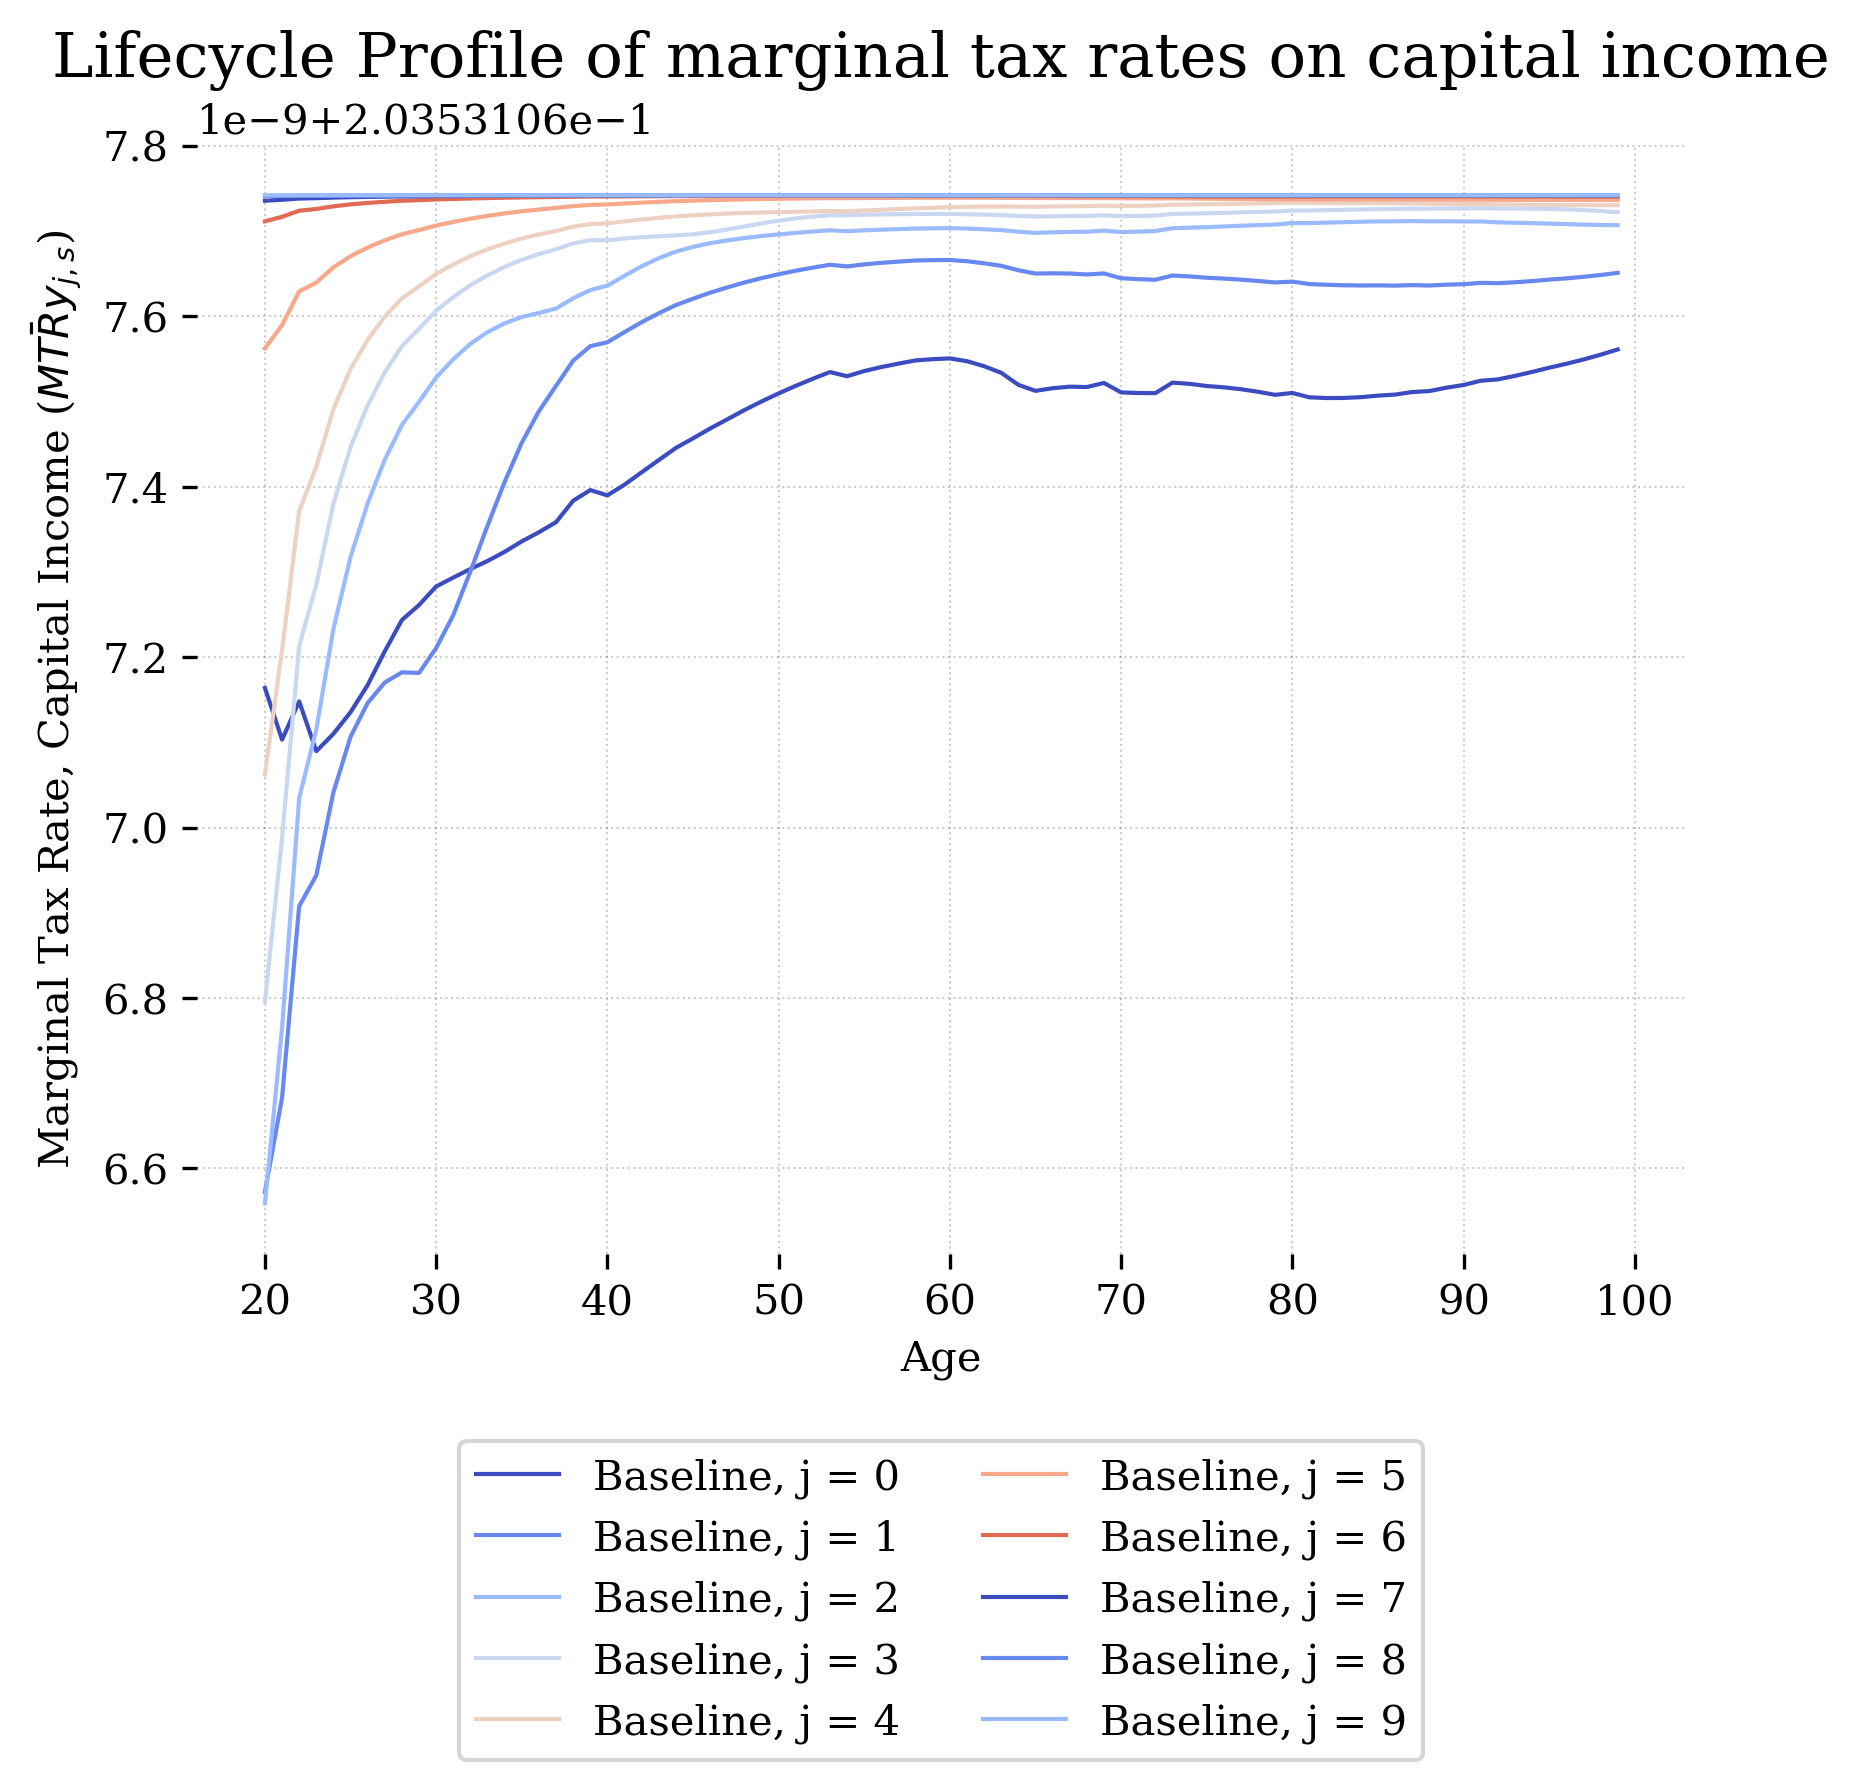 Lifecycle Profile of marginal tax rates on capital income
1e−9+2.0353106e−1
7.8
7.6
7.4
7.2
7.0
6.8
6.6
Marginal Tax Rate, Capital Income (MT̄Ry_{j,s})
20 30 40 50 60 70 80 90 100
Age
Baseline, j = 0
Baseline, j = 1
Baseline, j = 2
Baseline, j = 3
Baseline, j = 4
Baseline, j = 5
Baseline, j = 6
Baseline, j = 7
Baseline, j = 8
Baseline, j = 9